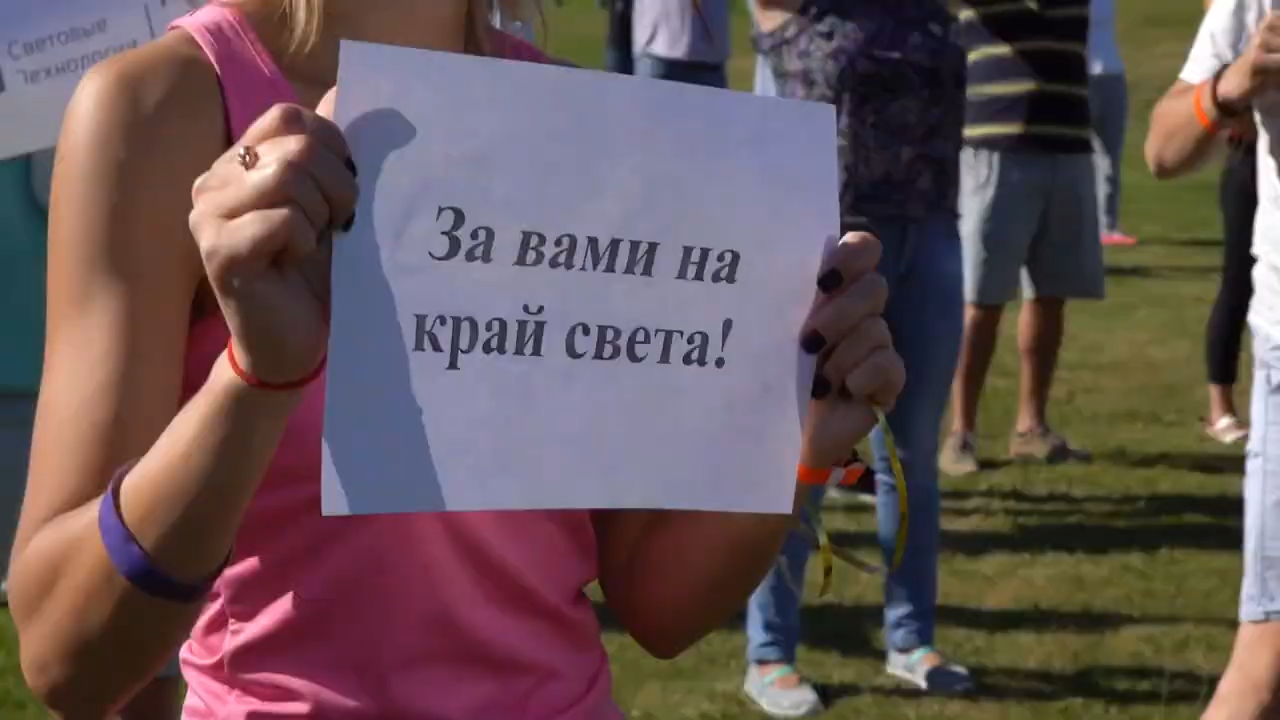 Световые
Технологии
За вами на
край света!